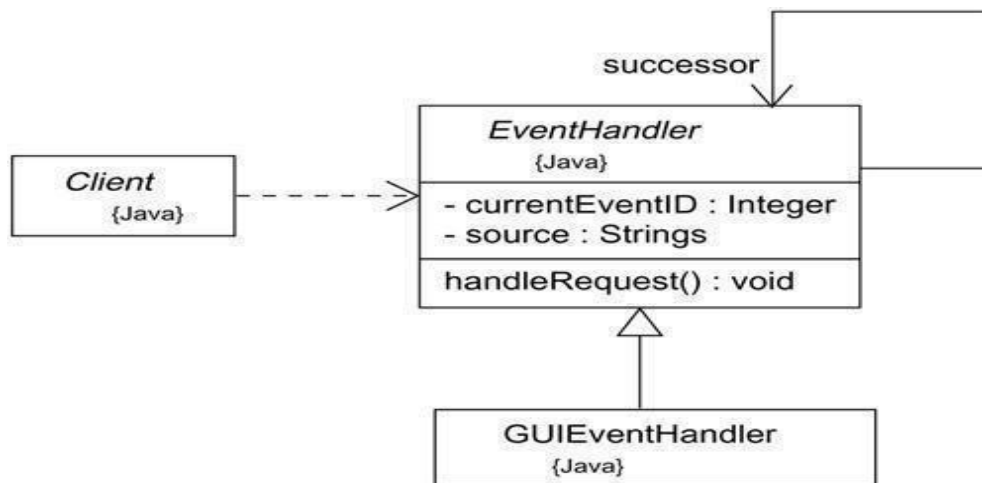 successor
EventHandler
{Java}
Client
{Java}
- currentEventID : Integer
- source : Strings
handleRequest() : void
GUIEventHandler
{Java}